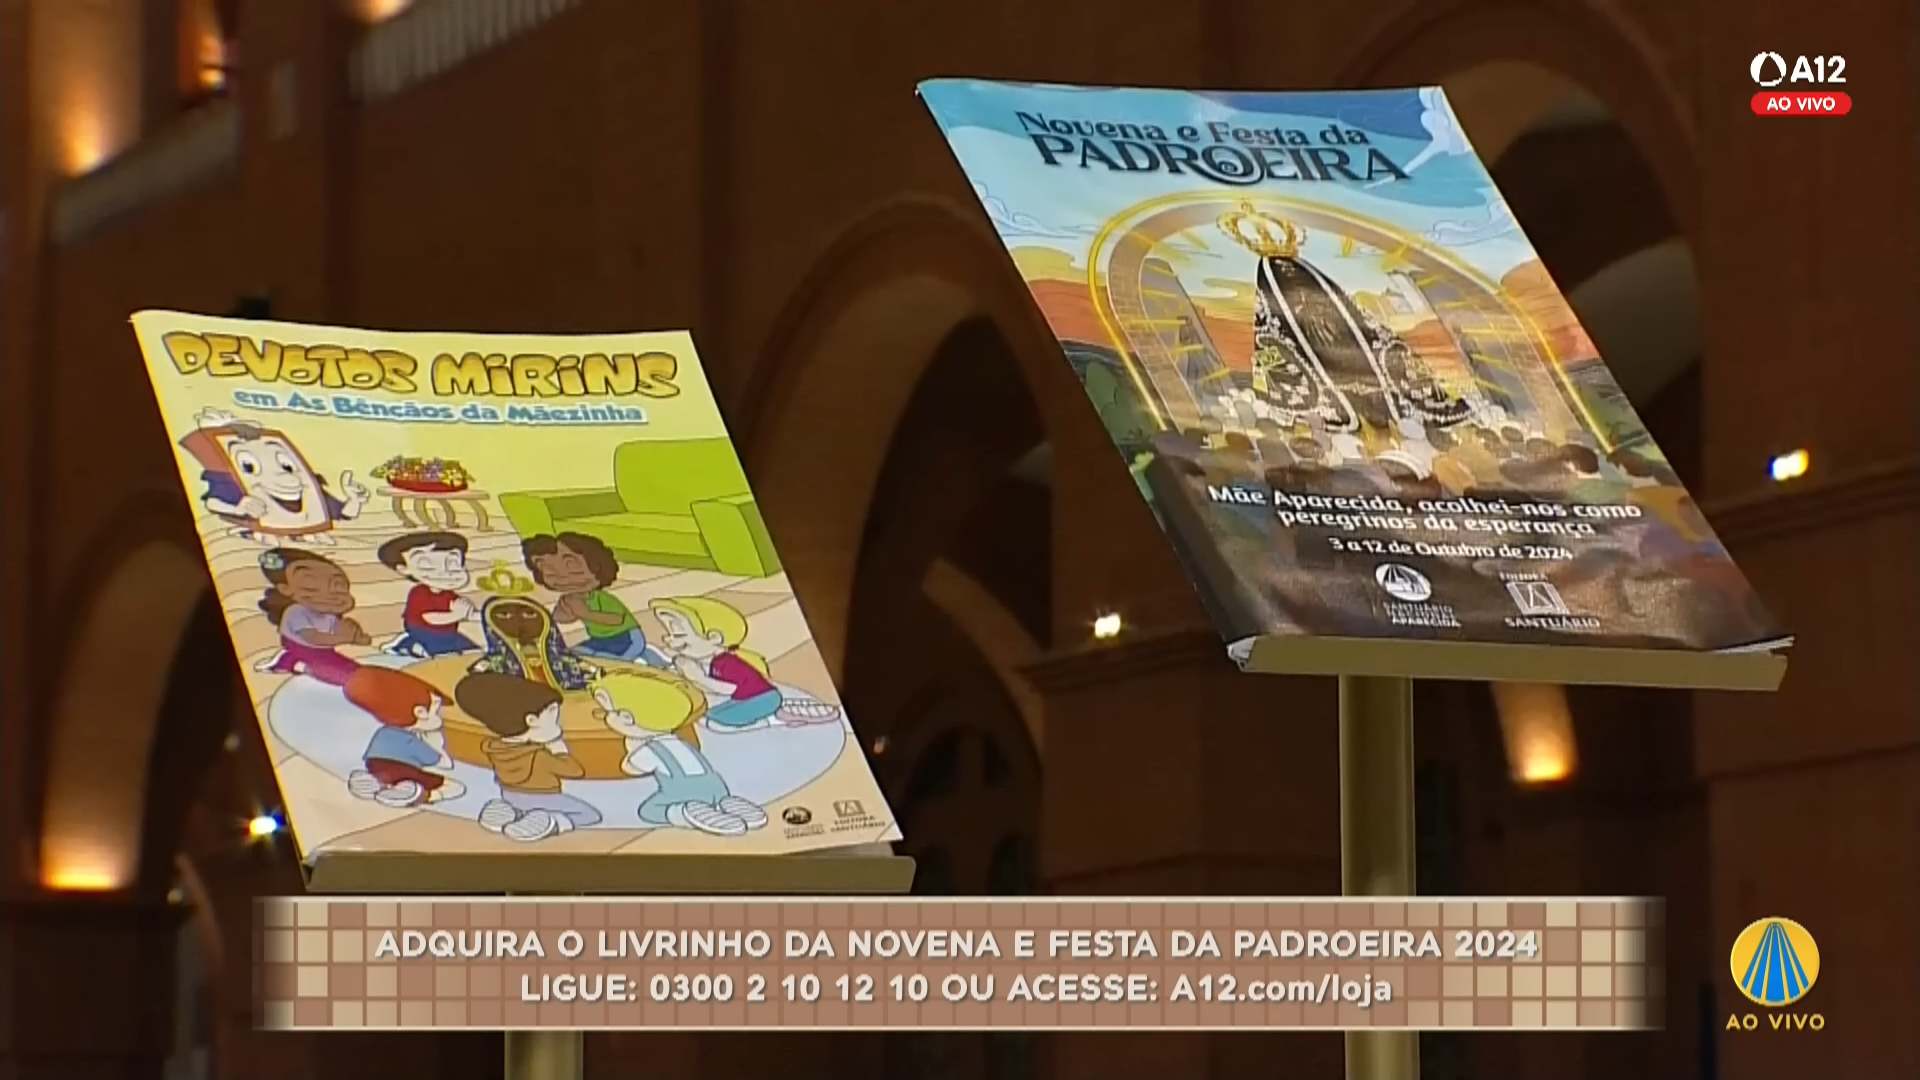 A12
AO VIVO
Novena e Festa da
PADROEIRA
Mãe Aparecida, acolhei-nos como
peregrinos da esperança
3 a 12 de Outubro de 2024
SANTUÁRIO
APARECIDA
EDITORA
SANTUÁRIO
DEVOTOS MIRINS
em As Bênçãos da Mãezinha
EDITORA
SANTUÁRIO
ADQUIRA O LIVRINHO DA NOVENA E FESTA DA PADROEIRA 2024
LIGUE: 0300 2 10 12 10 OU ACESSE: A12.com/loja
AO VIVO